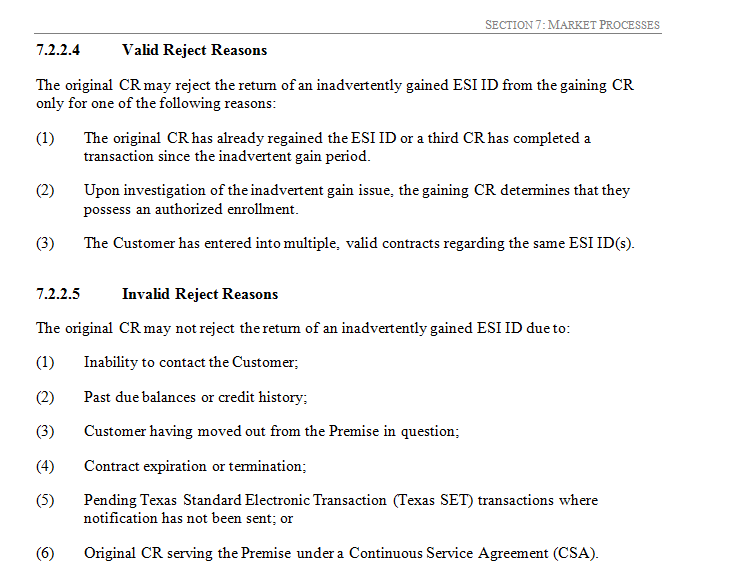 SECTION 7: MARKET PROCESSES
7.2.2.4 Valid Reject Reasons
The original CR may reject the return of an inadvertently gained ESI ID from the gaining CR
only for one of the following reasons:
(1) The original CR has already regained the ESI ID or a third CR has completed a
transaction since the inadvertent gain period.
(2) Upon investigation of the inadvertent gain issue, the gaining CR determines that they
possess an authorized enrollment.
(3) The Customer has entered into multiple, valid contracts regarding the same ESI ID(s).
7.2.2.5 Invalid Reject Reasons
The original CR may not reject the return of an inadvertently gained ESI ID due to:
(1) Inability to contact the Customer;
(2) Past due balances or credit history;
(3) Customer having moved out from the Premise in question;
(4) Contract expiration or termination;
(5) Pending Texas Standard Electronic Transaction (Texas SET) transactions where
notification has not been sent; or
(6) Original CR serving the Premise under a Continuous Service Agreement (CSA).